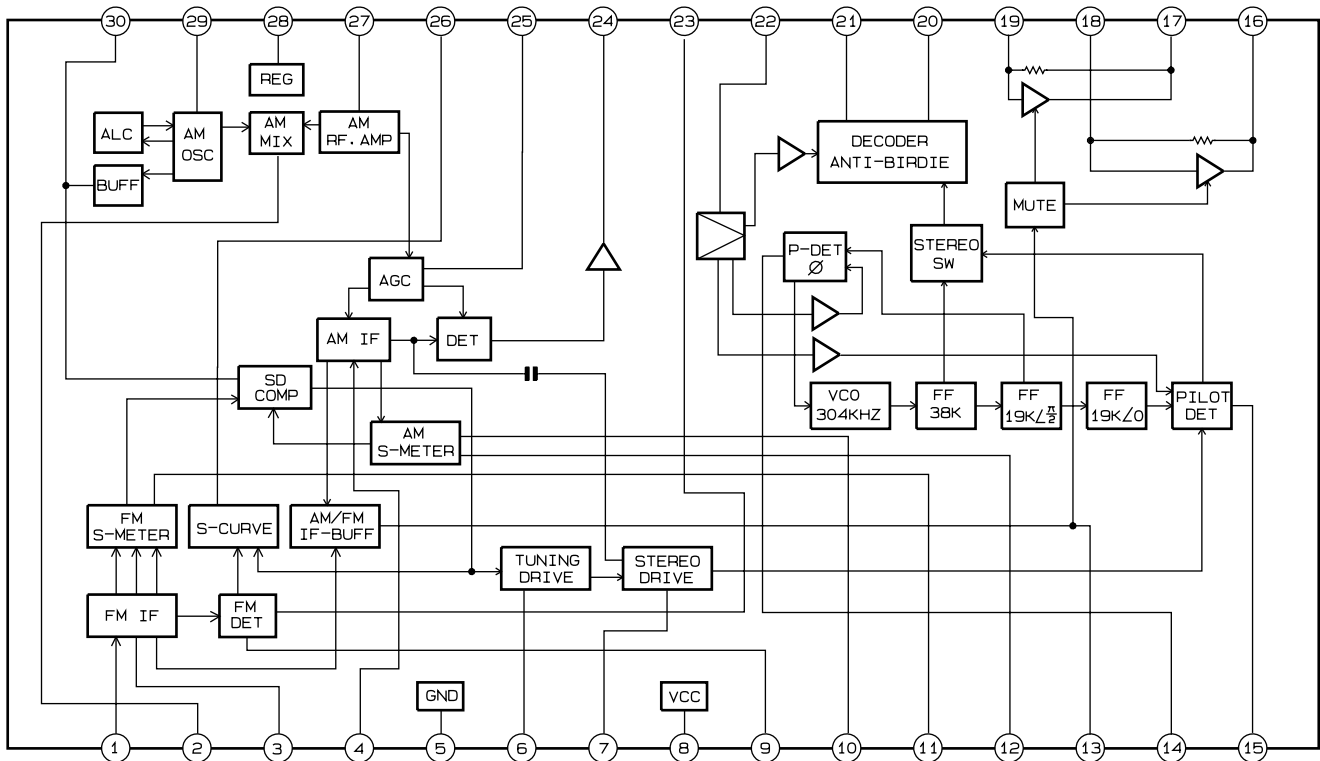 30 29 28 27 26 25 24 23 22 21 20 19 18 17 16
REG
ALC
AM
OSC
AM
MIX
AM
RF. AMP
BUFF
DECODER
ANTI-BIRDIE
MUTE
P-DET
Ø
STEREO
SW
AGC
AM IF
DET
SD
COMP
VCO
304KHZ
FF
38K
FF
19K∠π/2
FF
19K∠0
PILOT
DET
AM
S-METER
FM
S-METER
S-CURVE
AM/FM
IF-BUFF
TUNING
DRIVE
STEREO
DRIVE
FM IF
FM
DET
GND
VCC
1 2 3 4 5 6 7 8 9 10 11 12 13 14 15